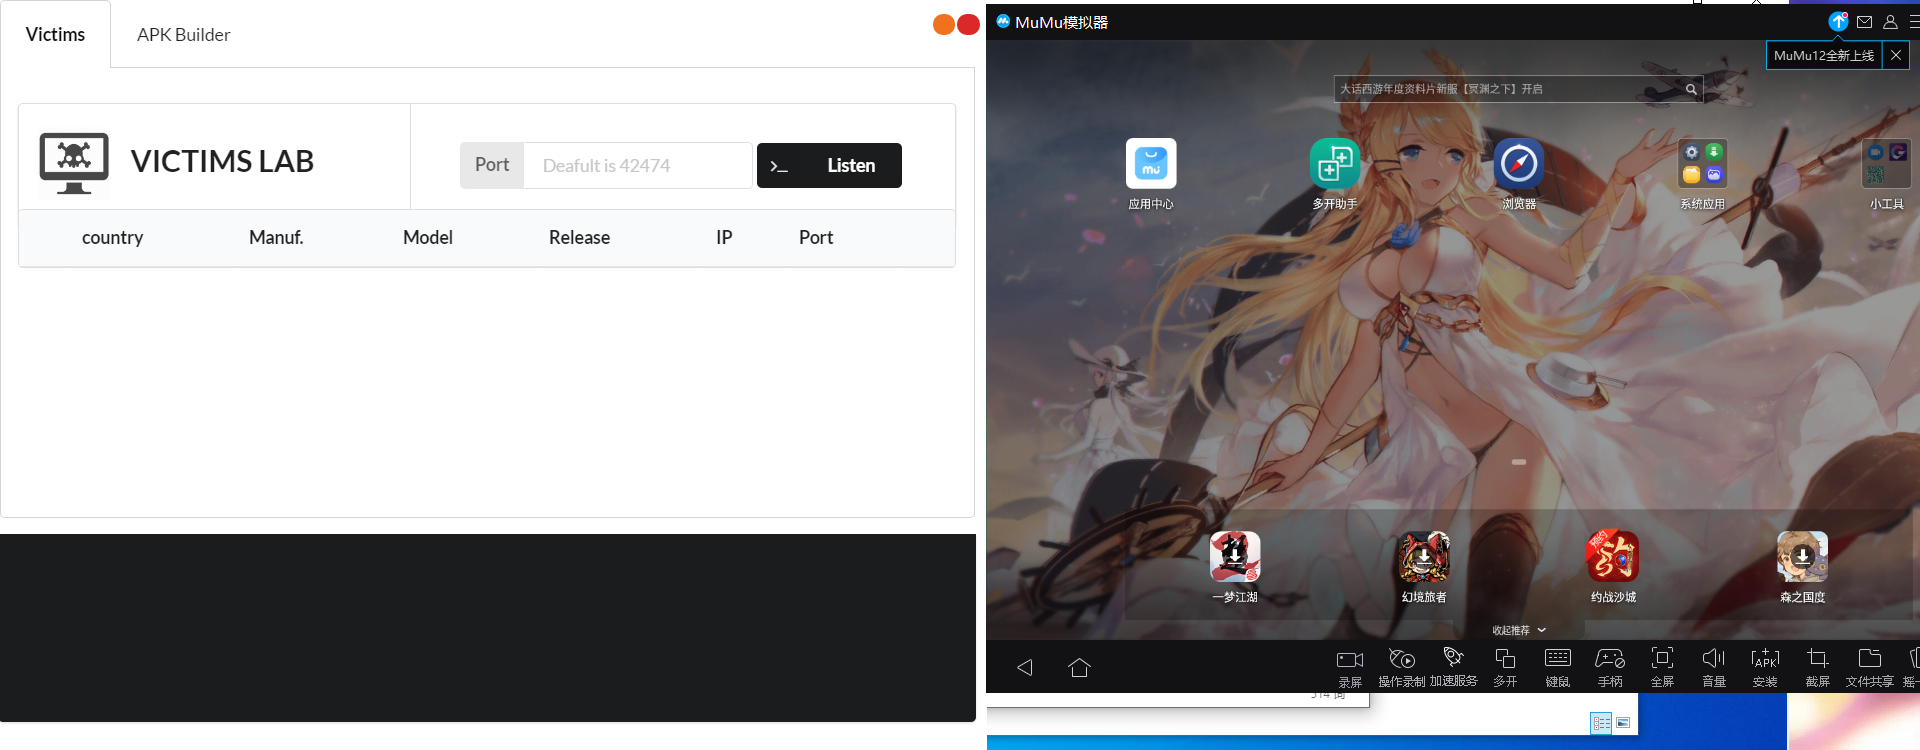 Victims
APK Builder
VICTIMS LAB
Port
Deafult is 42474
>_ Listen
country Manuf. Model Release IP Port
MuMu模拟器
MuMu12全新上线
大话西游年度资料片新服【冥渊之下】开启
应用中心 多开助手 浏览器 系统应用 小工具
一梦江湖 幻境旅者 约战沙城 森之国度
收起推荐
录屏 操作录制 加速服务 多开 键鼠 手柄 全屏 音量 安装 截屏 文件共享